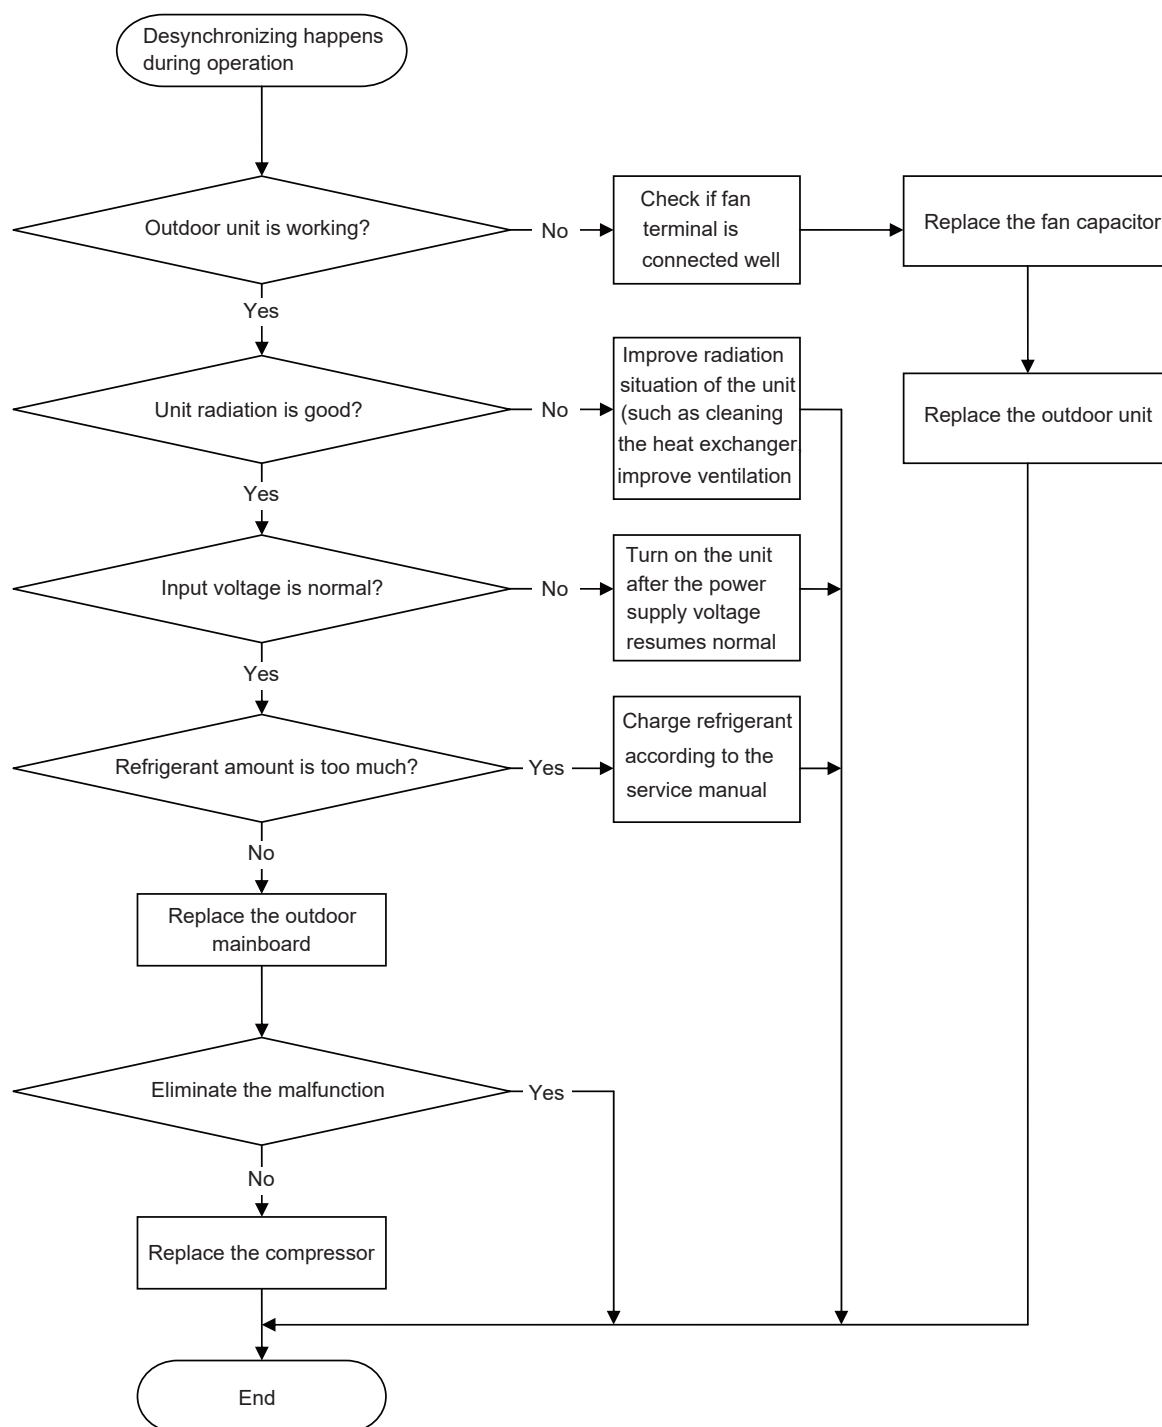 Desynchronizing happens
during operation
Outdoor unit is working?
No
Check if fan
terminal is
connected well
Replace the fan capacitor
Yes
Unit radiation is good?
No
Improve radiation
situation of the unit
(such as cleaning
the heat exchanger,
improve ventilation
Replace the outdoor unit
Yes
Input voltage is normal?
No
Turn on the unit
after the power
supply voltage
resumes normal
Yes
Refrigerant amount is too much?
Yes
Charge refrigerant
according to the
service manual
No
Replace the outdoor
mainboard
Eliminate the malfunction
Yes
No
Replace the compressor
End